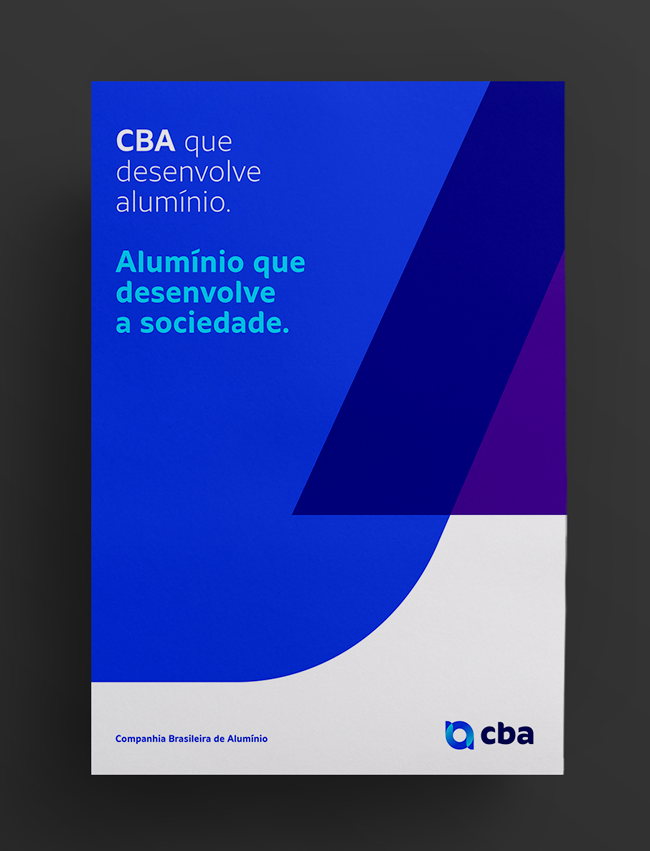 CBA que
desenvolve
alumínio.
Alumínio que
desenvolve
a sociedade.
Companhia Brasileira de Alumínio
cba